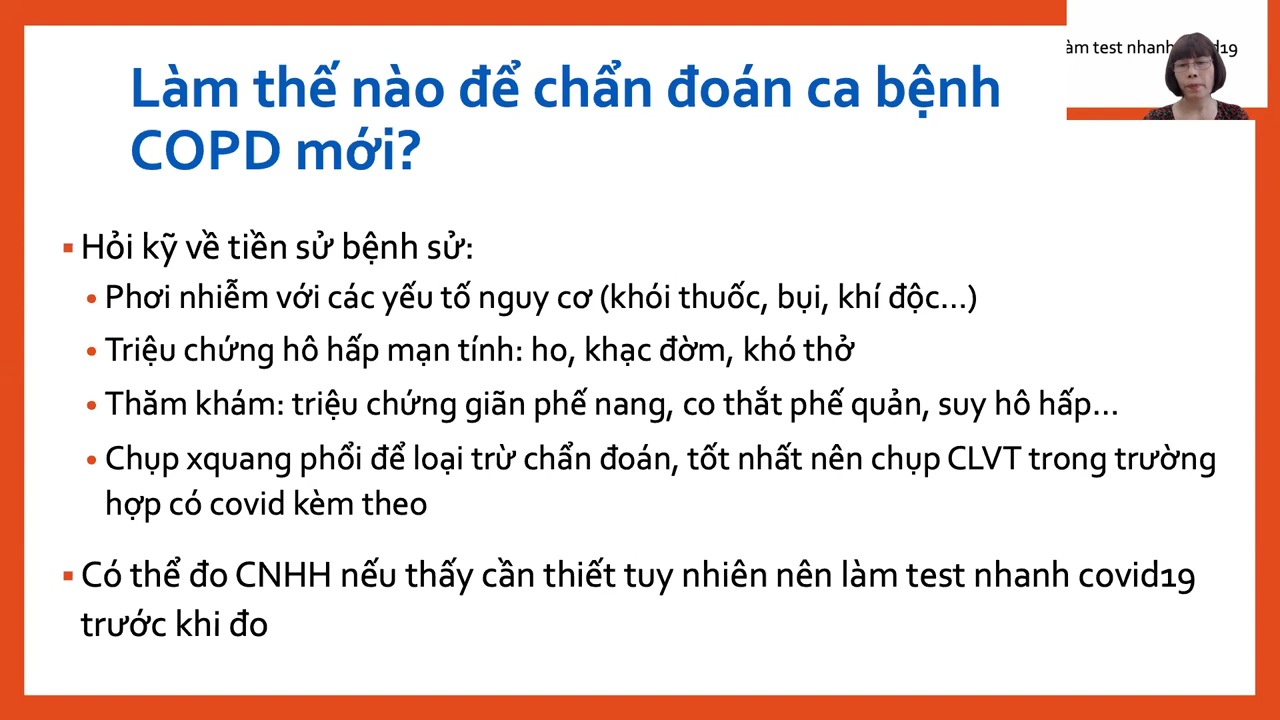 Làm thế nào để chẩn đoán ca bệnh
COPD mới?
▪ Hỏi kỹ về tiền sử bệnh sử:
• Phơi nhiễm với các yếu tố nguy cơ (khói thuốc, bụi, khí độc...)
• Triệu chứng hô hấp mạn tính: ho, khạc đờm, khó thở
• Thăm khám: triệu chứng giãn phế nang, co thắt phế quản, suy hô hấp...
• Chụp xquang phổi để loại trừ chẩn đoán, tốt nhất nên chụp CLVT trong trường
hợp có covid kèm theo
▪ Có thể đo CNHH nếu thấy cần thiết tuy nhiên nên làm test nhanh covid19
trước khi đo
test nhanh